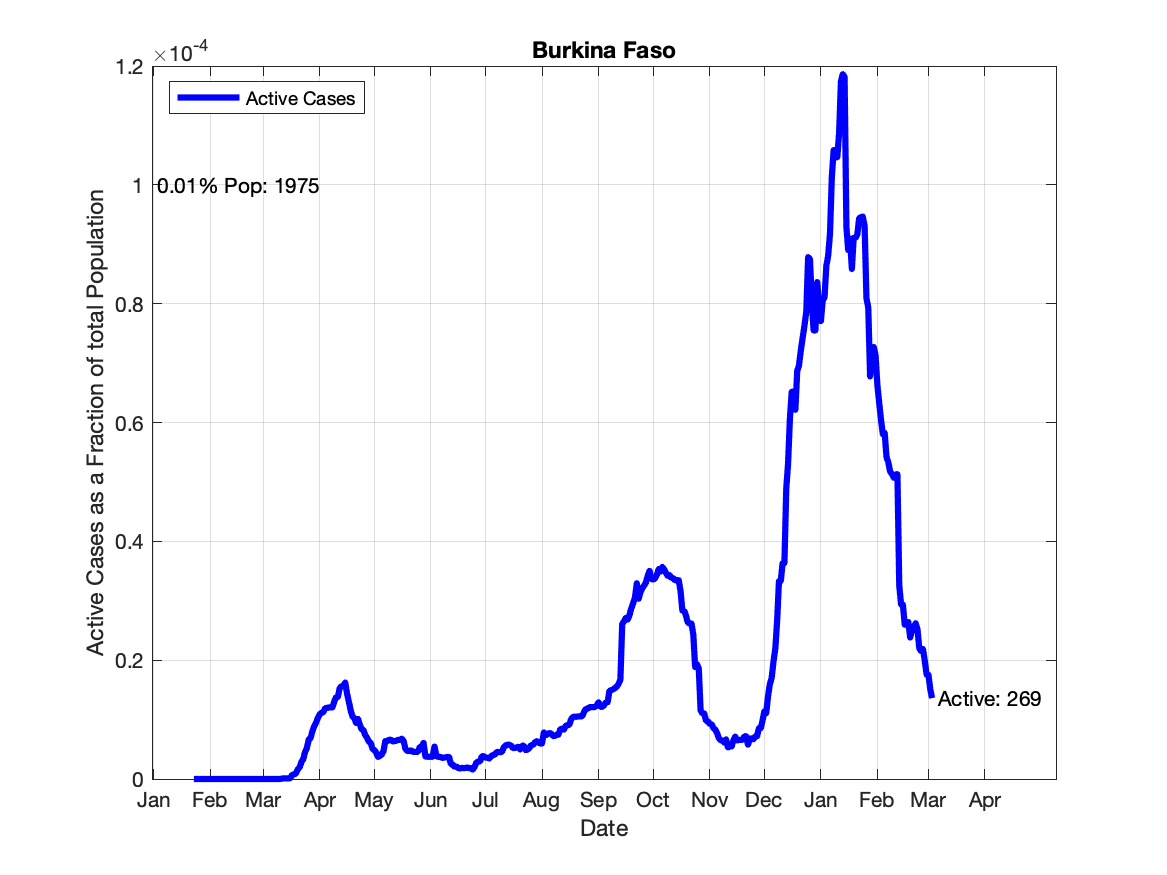 Burkina Faso
×10-4
Active Cases
1.2
1
0.8
0.6
0.4
0.2
0
0.01% Pop: 1975
Active: 269
Active Cases as a Fraction of total Population
Jan Feb Mar Apr May Jun Jul Aug Sep Oct Nov Dec Jan Feb Mar Apr
Date